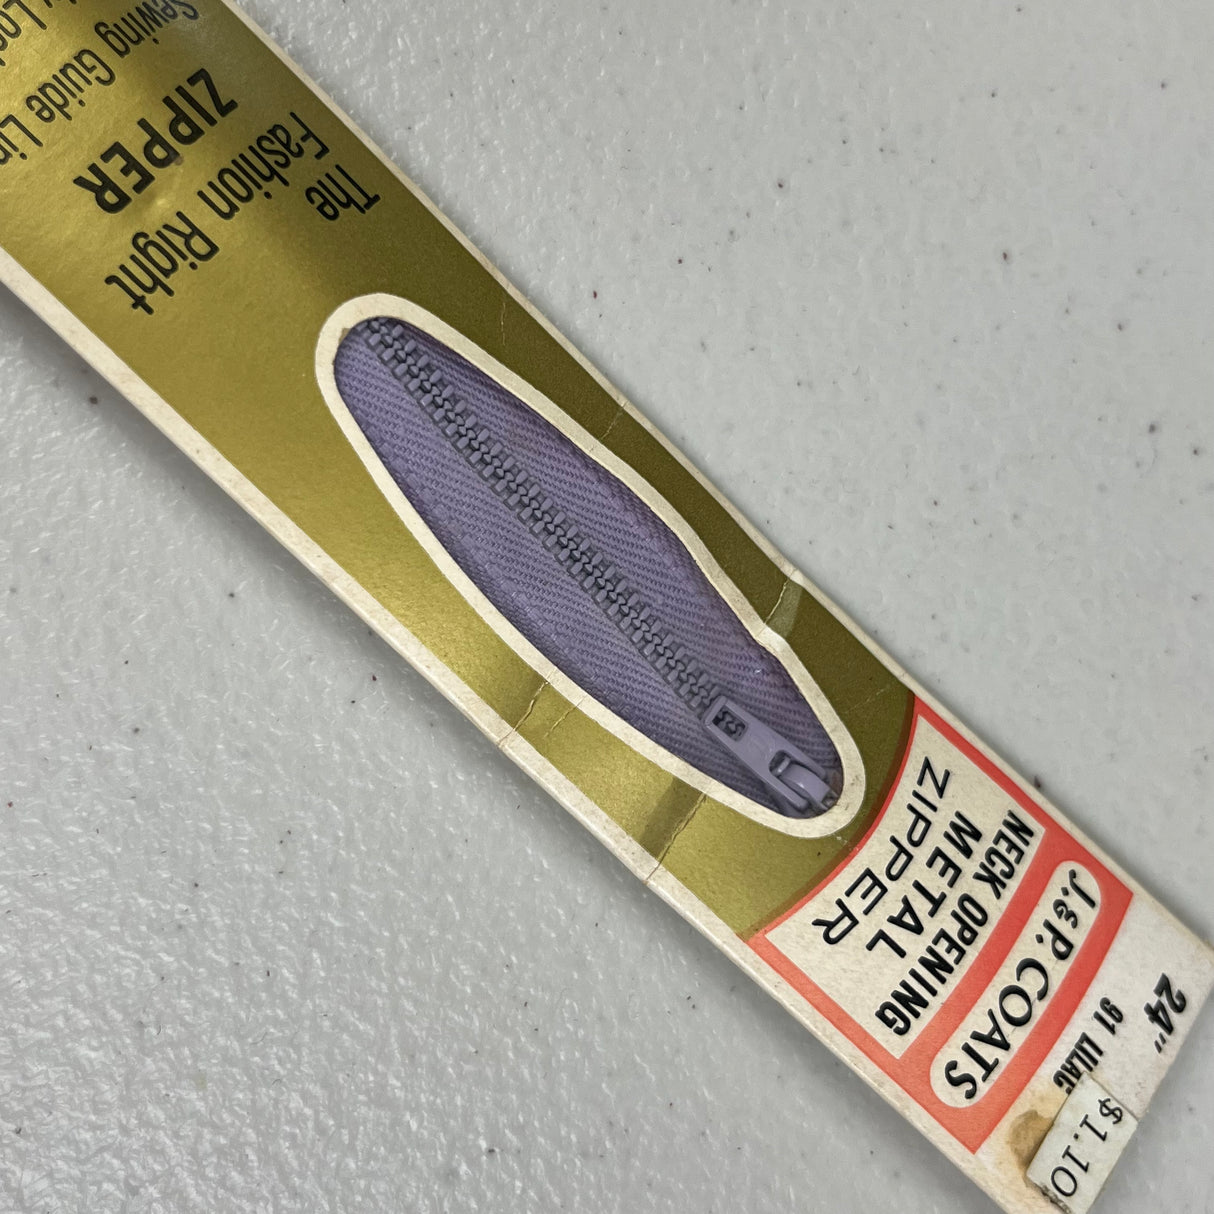 24"
91 LILAC
$1.10
J. & P. COATS
NECK OPENING
METAL
ZIPPER
The
Fashion Right
ZIPPER
Sewing Guide